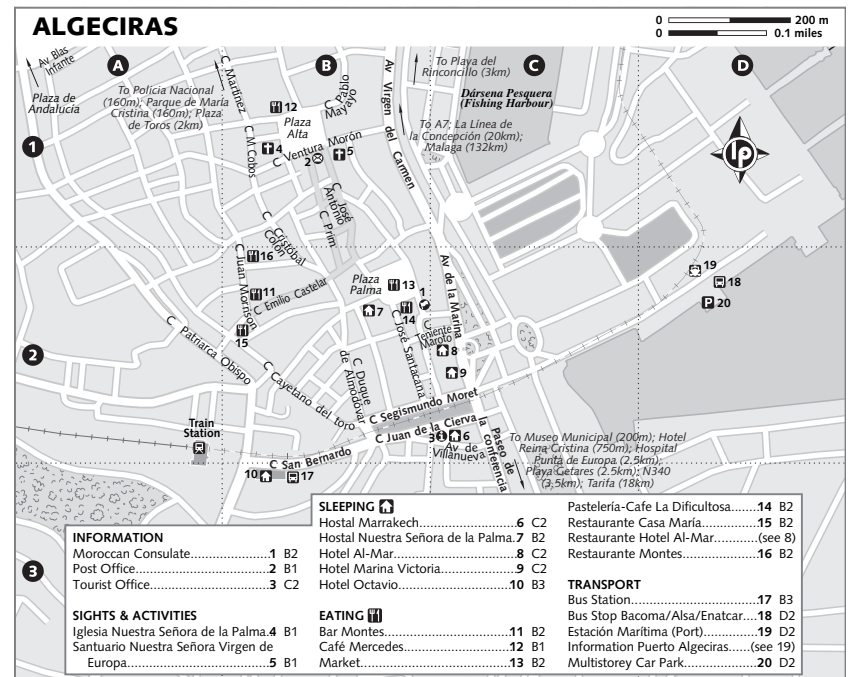 ALGECIRAS
0 200 m
0 0.1 miles
A
B
C
D
1
2
3
Av Blas
Infante
Plaza de
Andalucía
To Policía Nacional
(160m); Parque de María
Cristina (160m); Plaza
de Toros (2km)
C Martínez
12
Plaza
Alta
C Pablo
Mayayo
Av Virgen del Carmen
To Playa del
Rinconcillo (3km)
Dársena Pesquera
(Fishing Harbour)
To A7; La Línea de
la Concepción (20km);
Malaga (132km)
lp
C M Cobos
4
C Ventura Morón
2
5
C José
Antonio
C Prim
C Cristóbal
Colón
16
C Juan Morrison
11
C Emilio Castelar
15
Plaza
Palma
13
1
7
14
C José Santacana
C
Teniente
Maroto
Av de la Marina
8
9
19
18
P 20
C Patriarca Obispo
C Cayetano del toro
C Duque
de Almodóvar
C Segismundo Moret
C Juan de la Cierva
3
6
Av de
Villanueva
Paseo de
la conferencia
Train
Station
C San Bernardo
10
17
To Museo Municipal (200m); Hotel
Reina Cristina (750m); Hospital
Punta de Europa (2.5km);
Playa Getares (2.5km); N340
(3.5km); Tarifa (18km)
INFORMATION
Moroccan Consulate....................1 B2
Post Office....................2 B1
Tourist Office....................3 C2
SIGHTS & ACTIVITIES
Iglesia Nuestra Señora de la Palma.4 B1
Santuario Nuestra Señora Virgen de
Europa....................5 B1
SLEEPING
Hostal Marrakech....................6 C2
Hostal Nuestra Señora de la Palma.7 B2
Hotel Al-Mar....................8 C2
Hotel Marina Victoria....................9 C2
Hotel Octavio....................10 B3
EATING
Bar Montes....................11 B2
Café Mercedes....................12 B1
Market....................13 B2
Pastelería-Cafe La Dificultosa.......14 B2
Restaurante Casa María.......15 B2
Restaurante Hotel Al-Mar..........(see 8)
Restaurante Montes....................16 B2
TRANSPORT
Bus Station....................17 B3
Bus Stop Bacoma/Alsa/Enatcar....18 D2
Estación Marítima (Port)..........19 D2
Information Puerto Algeciras......(see 19)
Multistorey Car Park....................20 D2